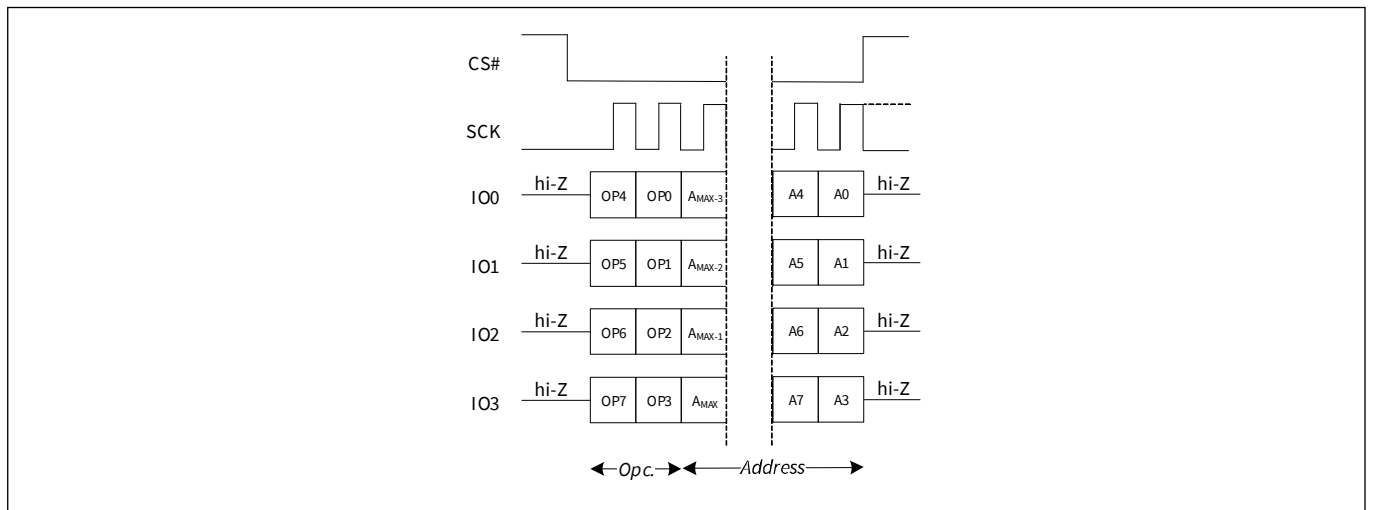 CS#
SCK
IO0 hi-Z OP4 OP0 AMAX-3 A4 A0 hi-Z
IO1 hi-Z OP5 OP1 AMAX-2 A5 A1 hi-Z
IO2 hi-Z OP6 OP2 AMAX-1 A6 A2 hi-Z
IO3 hi-Z OP7 OP3 AMAX A7 A3 hi-Z
Opc. Address